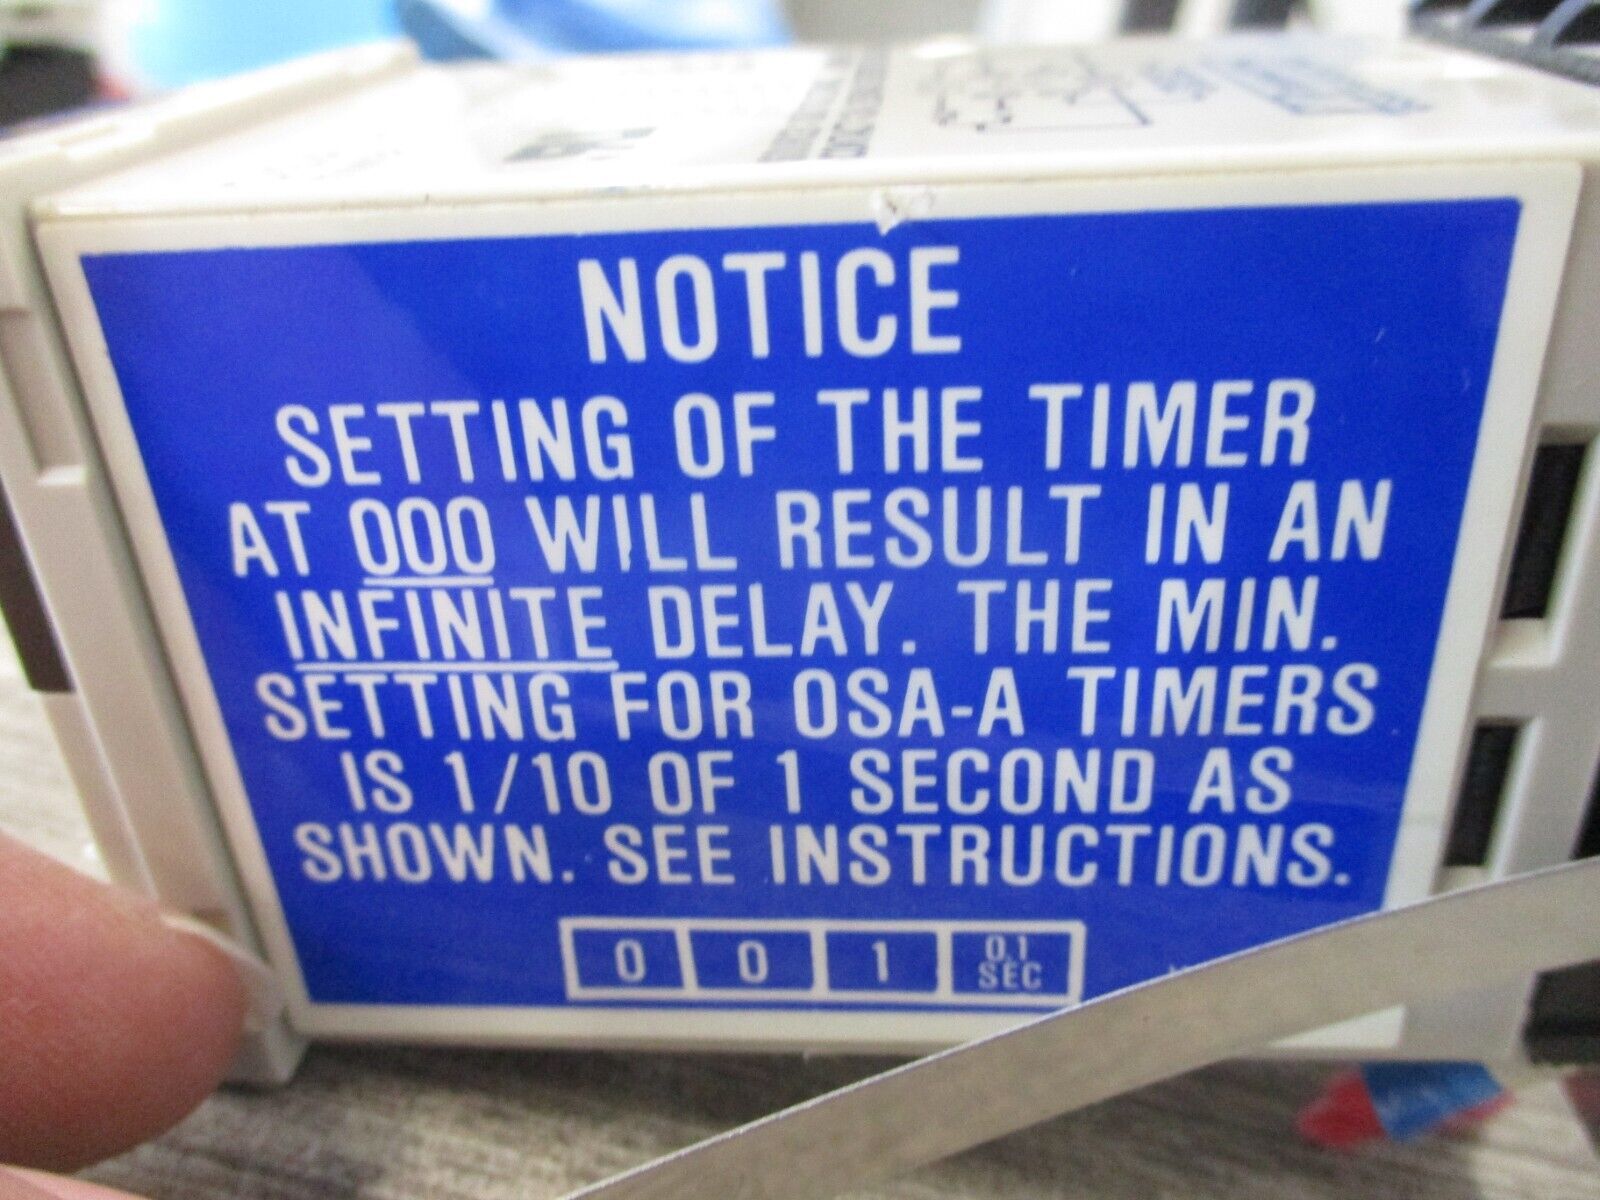 NOTICE
SETTING OF THE TIMER
AT 000 WILL RESULT IN AN
INFINITE DELAY. THE MIN.
SETTING FOR OSA-A TIMERS
IS 1/10 OF 1 SECOND AS
SHOWN. SEE INSTRUCTIONS.
0 0 1 0.1
SEC